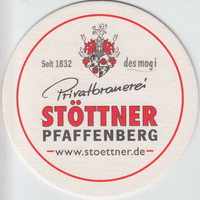 Seit 1832 des mog i
Privatbrauerei
STÖTTNER
PFAFFENBERG
www.stoettner.de